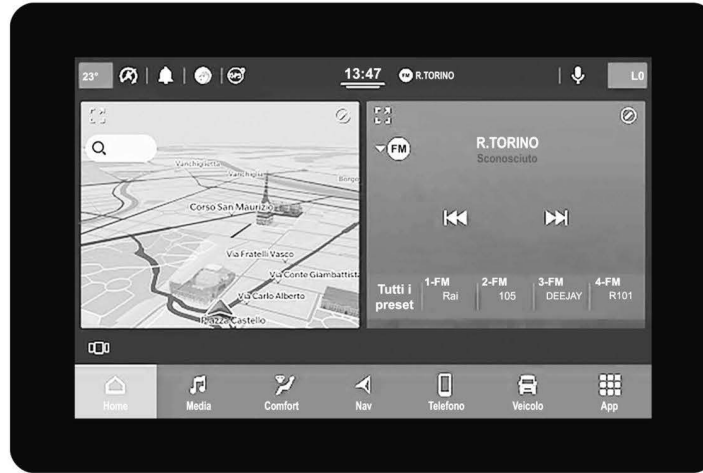 23°
GPS
13:47
FM R.TORINO
L0
Vanchiglietta
Vanchiglia
Borgo
Corso San Maurizio
Via Fratelli Vasco
Via Conte Giambattista
Via Carlo Alberto
Piazza Castello
FM
R.TORINO
Sconosciuto
Tutti i
preset
1-FM
Rai
2-FM
105
3-FM
DEEJAY
4-FM
R101
Home
Media
Comfort
Nav
Telefono
Veicolo
App